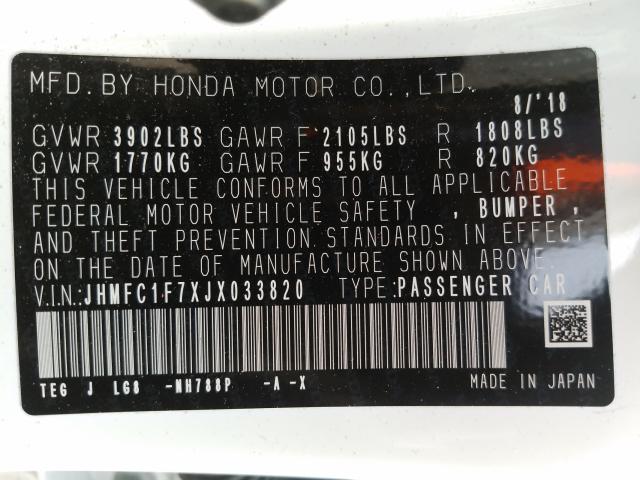 MFD. BY HONDA MOTOR CO., LTD.
8/'18
GVWR 3902LBS GAWR F 2105LBS R 1808LBS
GVWR 1770KG GAWR F 955KG R 820KG
THIS VEHICLE CONFORMS TO ALL APPLICABLE
FEDERAL MOTOR VEHICLE SAFETY , BUMPER ,
AND THEFT PREVENTION STANDARDS IN EFFECT
ON THE DATE OF MANUFACTURE SHOWN ABOVE.
V.I.N.: JHMFC1F7XJX033820 TYPE: PASSENGER CAR
TEG J LG8 -NH788P -A -X
MADE IN JAPAN